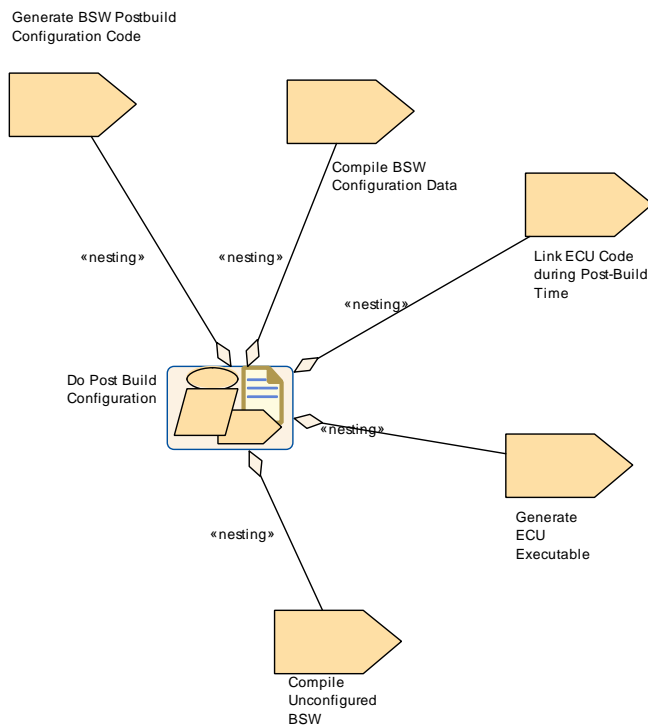 Generate BSW Postbuild
Configuration Code
Compile BSW
Configuration Data
«nesting»
«nesting»
Link ECU Code
during Post-Build
Time
«nesting»
Do Post Build
Configuration
«nesting»
Generate
ECU
Executable
«nesting»
Compile
Unconfigured
BSW